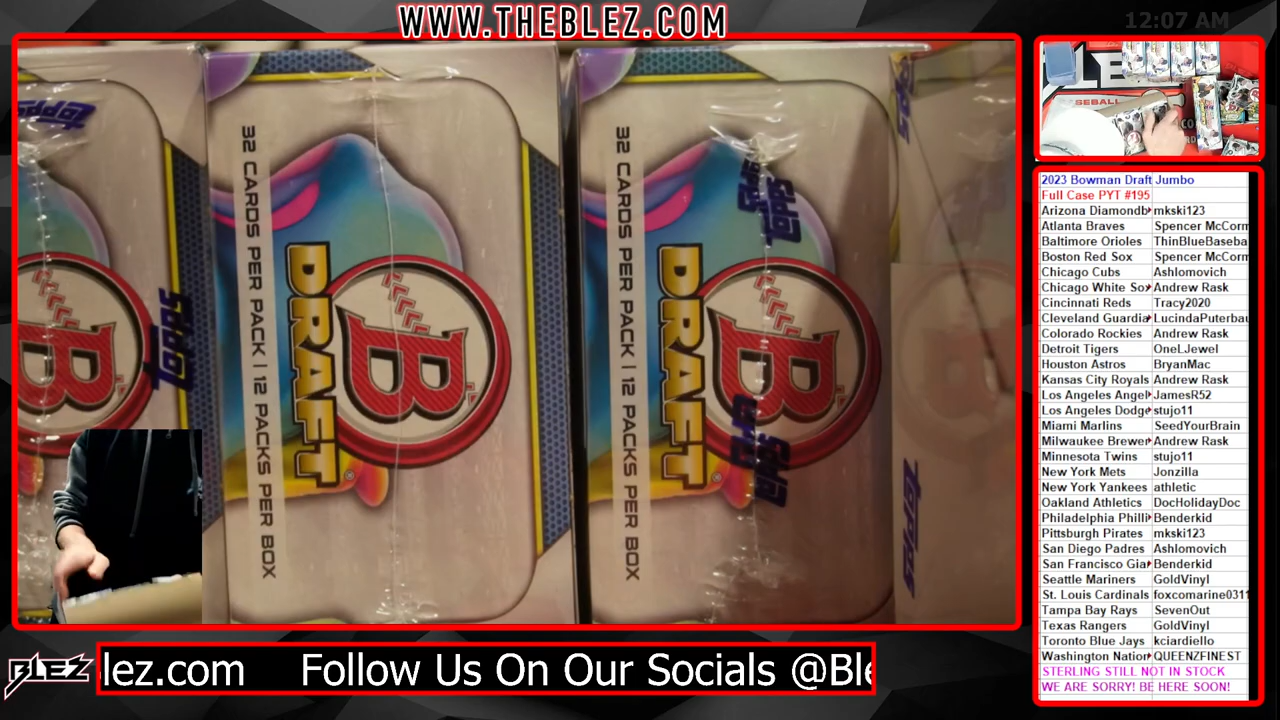 WWW.THEBLEZ.COM
12:07 AM
topps
topps
32 CARDS PER PACK | 12 PACKS PER BOX
B
DRAFT
32 CARDS PER PACK | 12 PACKS PER BOX
B
DRAFT
topps
SEBALL
2023 Bowman Draft Jumbo
Full Case PYT #195
Arizona Diamondb mkski123
Atlanta Braves Spencer McCorm
Baltimore Orioles ThinBlueBaseba
Boston Red Sox Spencer McCorm
Chicago Cubs Ashlomovich
Chicago White Sox Andrew Rask
Cincinnati Reds Tracy2020
Cleveland Guardia LucindaPuterbau
Colorado Rockies Andrew Rask
Detroit Tigers OneLJewel
Houston Astros BryanMac
Kansas City Royals Andrew Rask
Los Angeles Angel JamesR52
Los Angeles Dodge stujo11
Miami Marlins SeedYourBrain
Milwaukee Brewer Andrew Rask
Minnesota Twins stujo11
New York Mets Jonzilla
New York Yankees athletic
Oakland Athletics DocHolidayDoc
Philadelphia Philli Benderkid
Pittsburgh Pirates mkski123
San Diego Padres Ashlomovich
San Francisco Gia Benderkid
Seattle Mariners GoldVinyl
St. Louis Cardinals foxcomarine0311
Tampa Bay Rays SevenOut
Texas Rangers GoldVinyl
Toronto Blue Jays kciardiello
Washington Nation QUEENZFINEST
STERLING STILL NOT IN STOCK
WE ARE SORRY! BE HERE SOON!
BLEZ
lez.com Follow Us On Our Socials @Ble